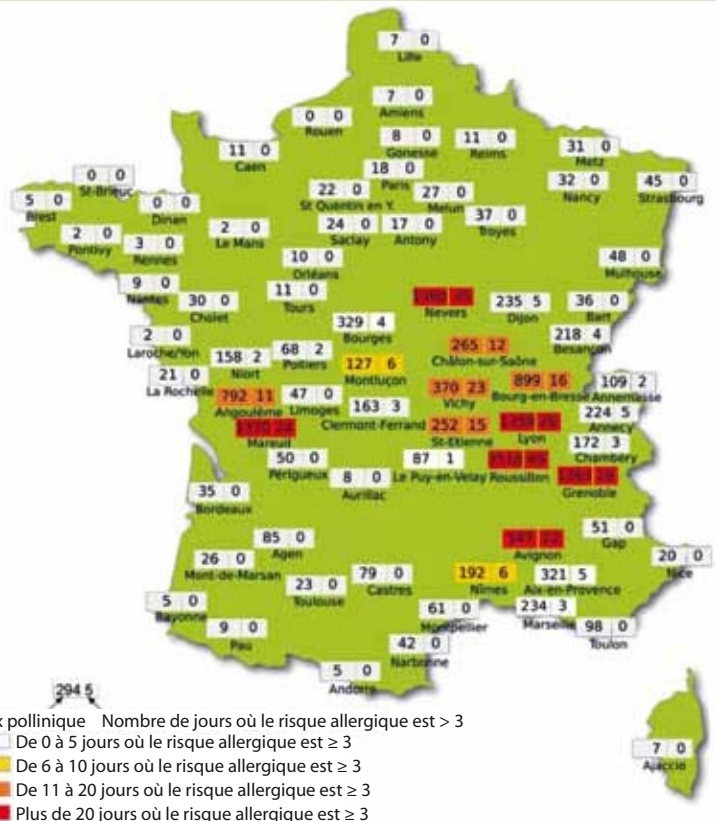 7 0
Lille
7 0
Amiens
0 0
Rouen
8 0
Gonesse
11 0
Reims
31 0
Metz
11 0
Caen
18 0
Paris
0 0
St-Brieuc
22 0
St Quentin en Y.
27 0
Melun
32 0
Nancy
45 0
Strasbourg
5 0
Brest
0 0
Dinan
2 0
Pontivy
3 0
Rennes
2 0
Le Mans
24 0
Saclay
17 0
Antony
37 0
Troyes
10 0
Orléans
48 0
Mulhouse
9 0
Nantes
30 0
Cholet
11 0
Tours
Nevers
235 5
Dijon
36 0
Bart
329 4
Bourges
218 4
Besançon
2 0
Laroche/Yon
158 2
Niort
68 2
Poitiers
127 6
Montluçon
265 12
Châlon-sur-Saône
21 0
La Rochelle
792 11
Angoulème
47 0
Limoges
163 3
Clermont-Ferrand
370 23
Vichy
899 16
Bourg-en-Bresse
109 2
Annemasse
224 5
Annecy
Mareuil
252 15
St-Etienne
Lyon
172 3
Chambéry
50 0
Périgueux
8 0
Aurillac
87 1
Le Puy-en-Velay
Roussillon
Grenoble
35 0
Bordeaux
85 0
Agen
Avignon
51 0
Gap
26 0
Mont-de-Marsan
23 0
Toulouse
79 0
Castres
192 6
Nîmes
321 5
Aix-en-Provence
20 0
Nice
5 0
Bayonne
9 0
Pau
61 0
Montpellier
234 3
Marseille
98 0
Toulon
42 0
Narbonne
5 0
Andorre
7 0
Ajaccio
294 5
x pollinique Nombre de jours où le risque allergique est > 3
De 0 à 5 jours où le risque allergique est ≥ 3
De 6 à 10 jours où le risque allergique est ≥ 3
De 11 à 20 jours où le risque allergique est ≥ 3
Plus de 20 jours où le risque allergique est ≥ 3